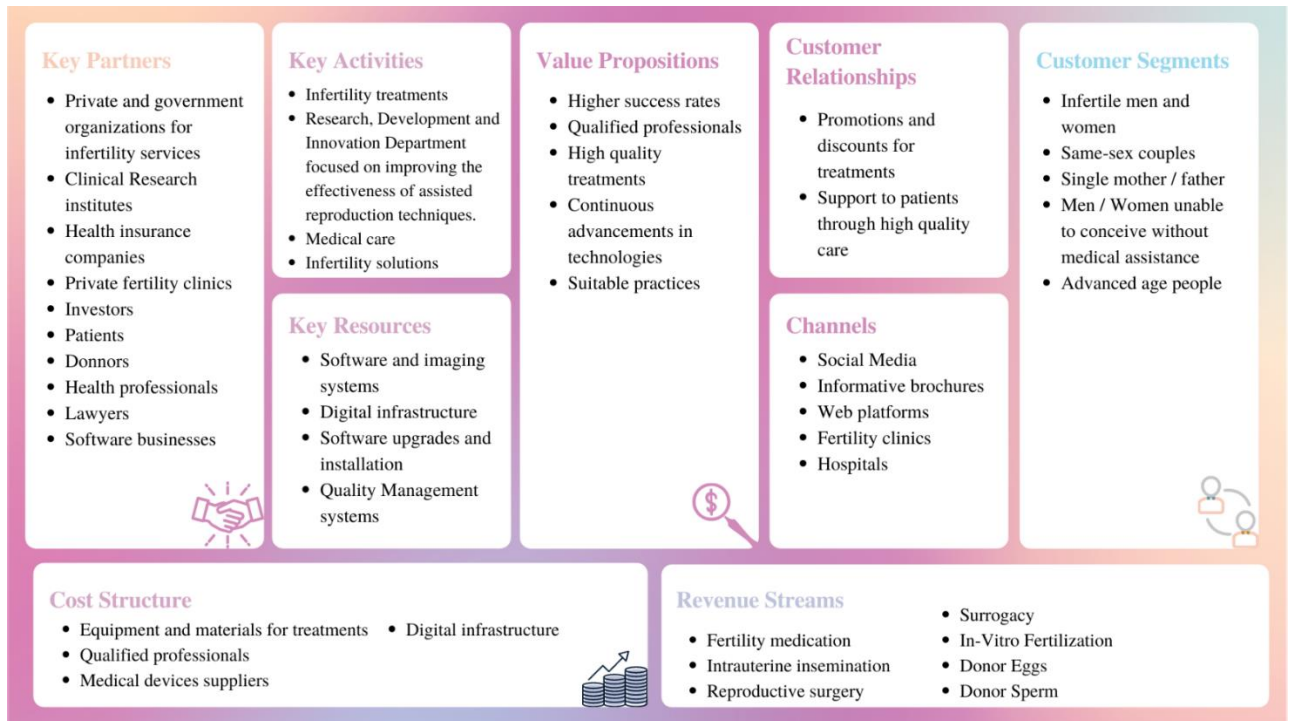 Key Partners
• Private and government
organizations for
infertility services
• Clinical Research
institutes
• Health insurance
companies
• Private fertility clinics
• Investors
• Patients
• Donnors
• Health professionals
• Lawyers
• Software businesses
Key Activities
• Infertility treatments
• Research, Development and
Innovation Department
focused on improving the
effectiveness of assisted
reproduction techniques.
• Medical care
• Infertility solutions
Key Resources
• Software and imaging
systems
• Digital infrastructure
• Software upgrades and
installation
• Quality Management
systems
Value Propositions
• Higher success rates
• Qualified professionals
• High quality
treatments
• Continuous
advancements in
technologies
• Suitable practices
$
Customer
Relationships
• Promotions and
discounts for
treatments
• Support to patients
through high quality
care
Channels
• Social Media
• Informative brochures
• Web platforms
• Fertility clinics
• Hospitals
Customer Segments
• Infertile men and
women
• Same-sex couples
• Single mother / father
• Men / Women unable
to conceive without
medical assistance
• Advanced age people
Cost Structure
• Equipment and materials for treatments
• Qualified professionals
• Medical devices suppliers
• Digital infrastructure
Revenue Streams
• Fertility medication
• Intrauterine insemination
• Reproductive surgery
• Surrogacy
• In-Vitro Fertilization
• Donor Eggs
• Donor Sperm